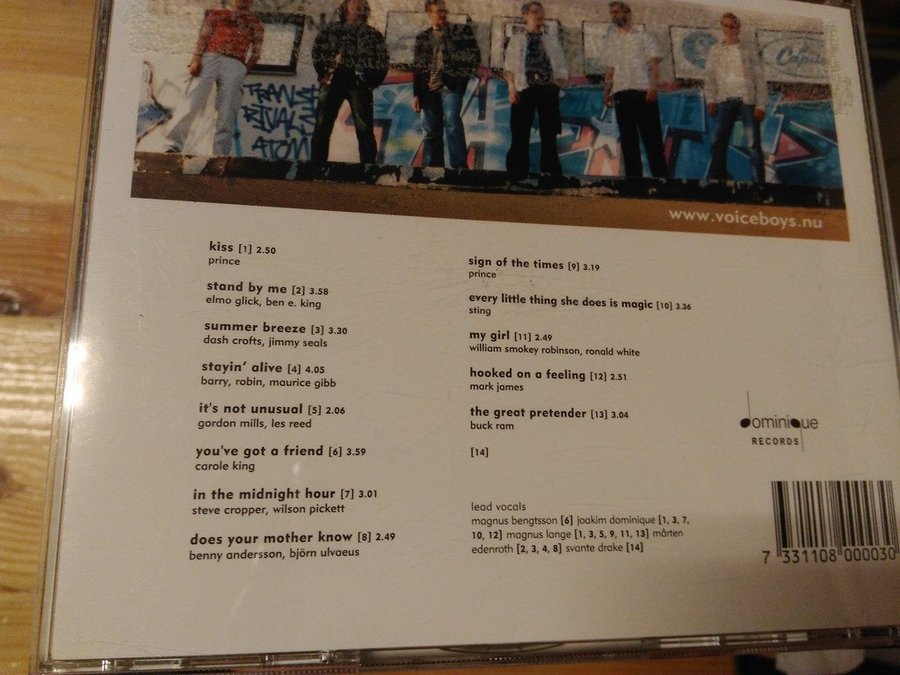 TRANS
RITUAL
ATOM
Capitol
www.voiceboys.nu
kiss [1] 2.50
prince
stand by me [2] 3.58
elmo glick, ben e. king
summer breeze [3] 3.30
dash crofts, jimmy seals
stayin' alive [4] 4.05
barry, robin, maurice gibb
it's not unusual [5] 2.06
gordon mills, les reed
you've got a friend [6] 3.59
carole king
in the midnight hour [7] 3.01
steve cropper, wilson pickett
does your mother know [8] 2.49
benny andersson, björn ulvaeus
sign of the times [9] 3.19
prince
every little thing she does is magic [10] 3.36
sting
my girl [11] 2.49
william smokey robinson, ronald white
hooked on a feeling [12] 2.51
mark james
the great pretender [13] 3.04
buck ram
[14]
lead vocals
magnus bengtsson [6] joakim dominique [1, 3, 7,
10, 12] magnus lange [1, 3, 5, 9, 11, 13] mårten
edenroth [2, 3, 4, 8] svante drake [14]
dominique
RECORDS
7 331108 000030